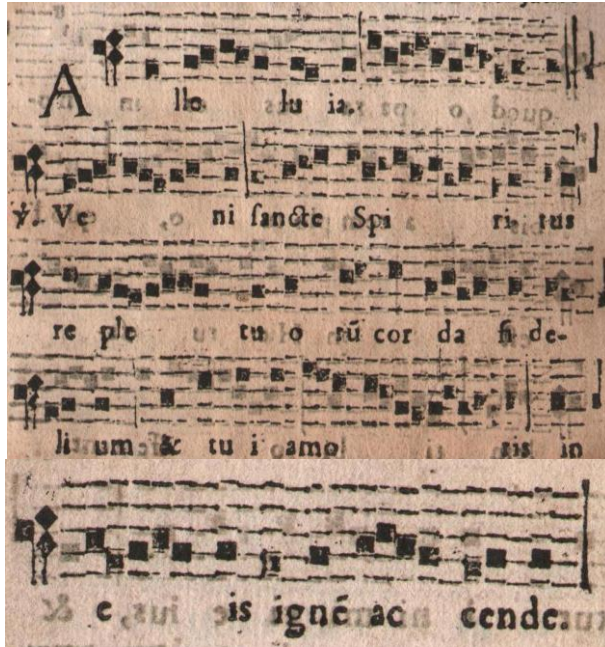 A lle lu ia.
℣. Ve ni sancte Spi ri tus
re ple tu o rũ cor da fi de-
li um & tu i amo ris in
e is ignẽ ac cende.